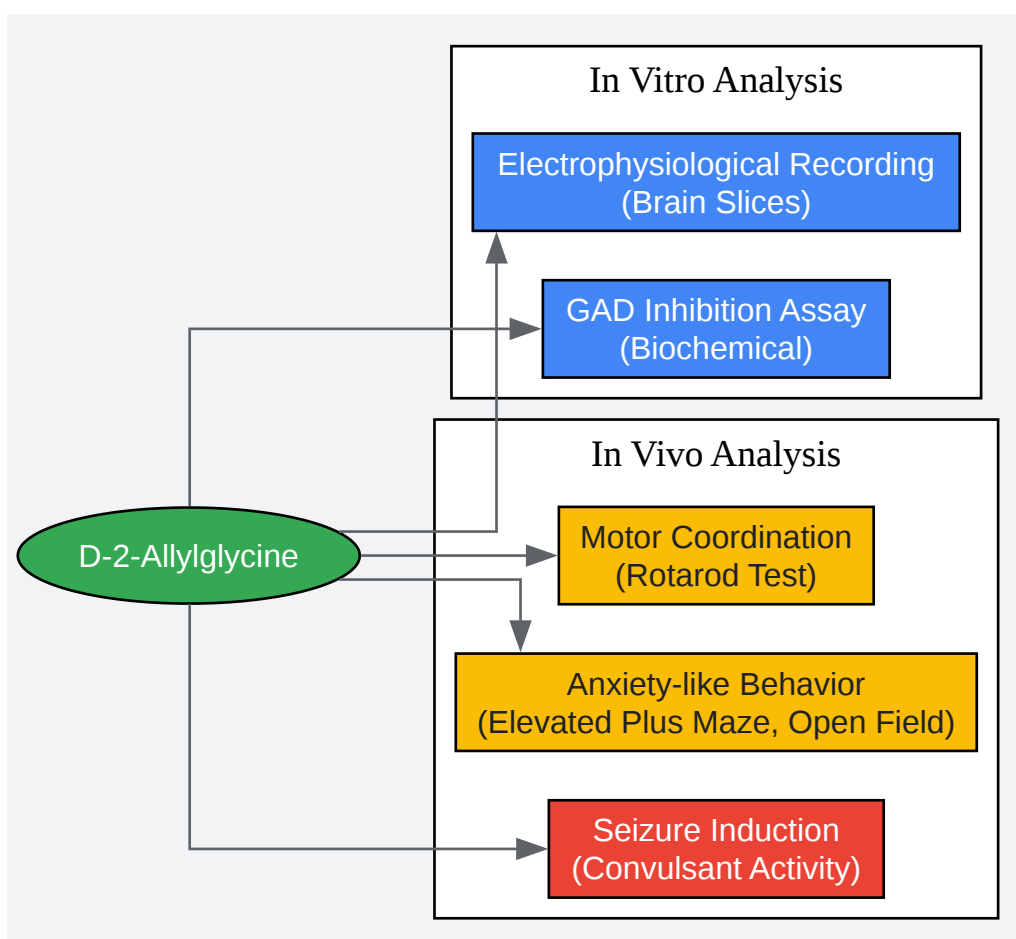 In Vitro Analysis
Electrophysiological Recording
(Brain Slices)
GAD Inhibition Assay
(Biochemical)
In Vivo Analysis
Motor Coordination
(Rotarod Test)
D-2-Allylglycine
Anxiety-like Behavior
(Elevated Plus Maze, Open Field)
Seizure Induction
(Convulsant Activity)